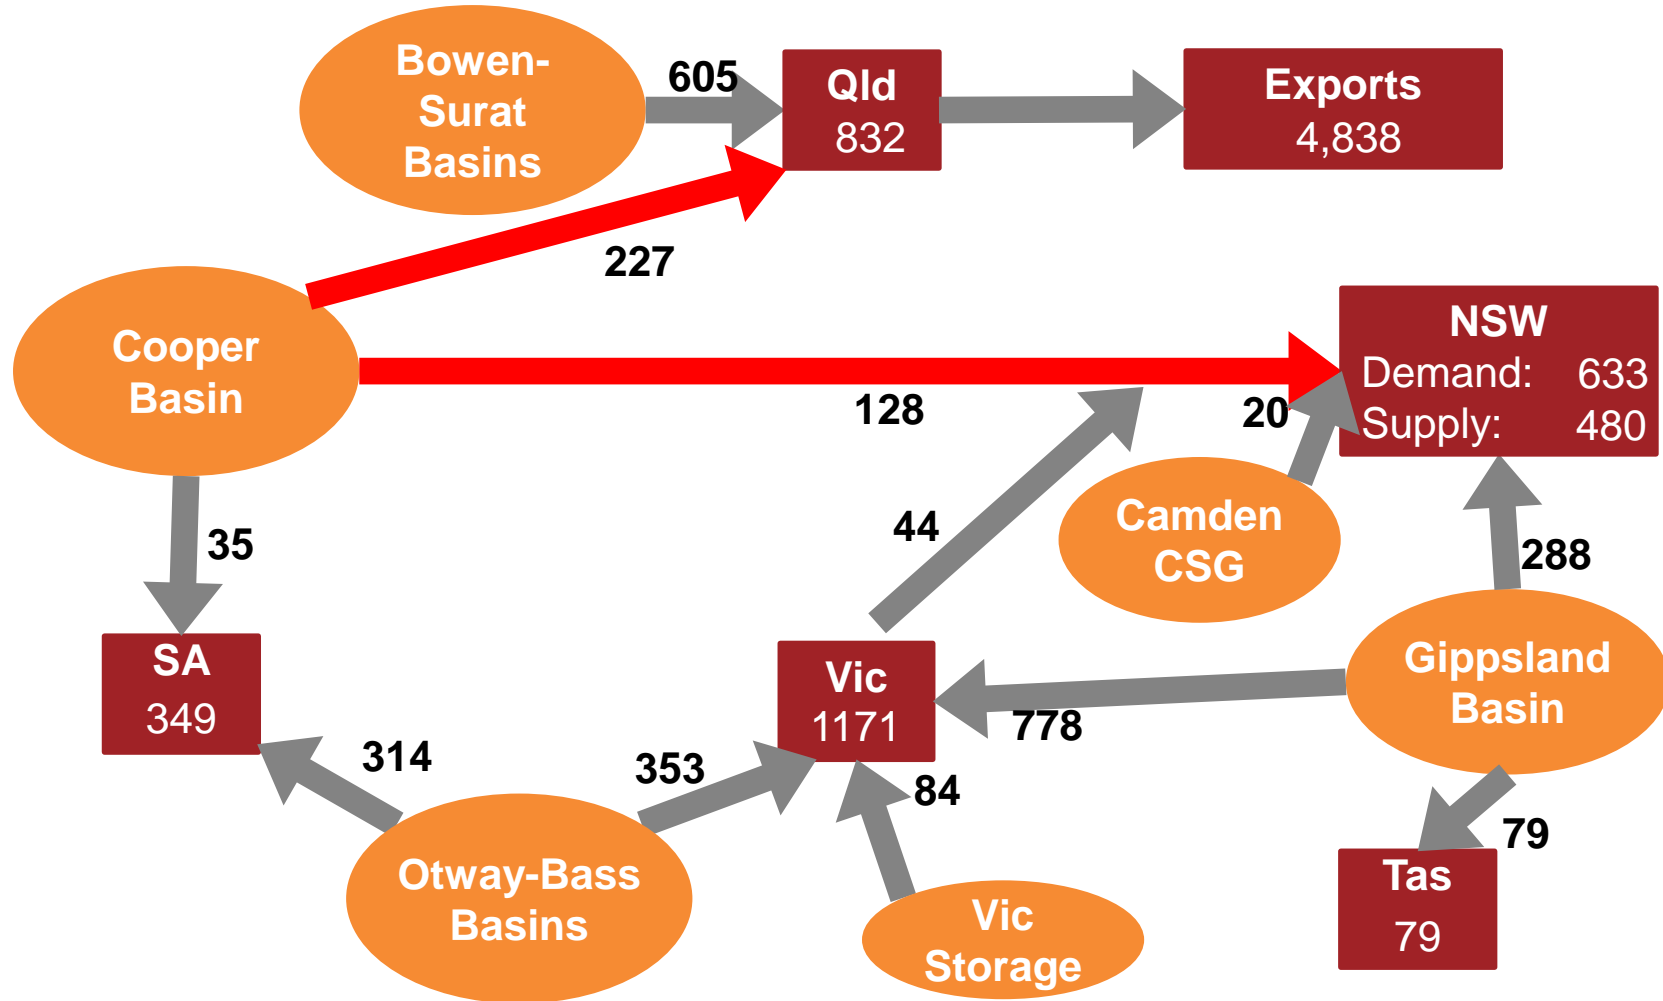 Bowen-
Surat
Basins
605
Qld
832
Exports
4,838
227
Cooper
Basin
128
20
NSW
Demand: 633
Supply: 480
44
Camden
CSG
288
35
SA
349
Vic
1171
778
Gippsland
Basin
314
353
84
79
Otway-Bass
Basins
Vic
Storage
Tas
79